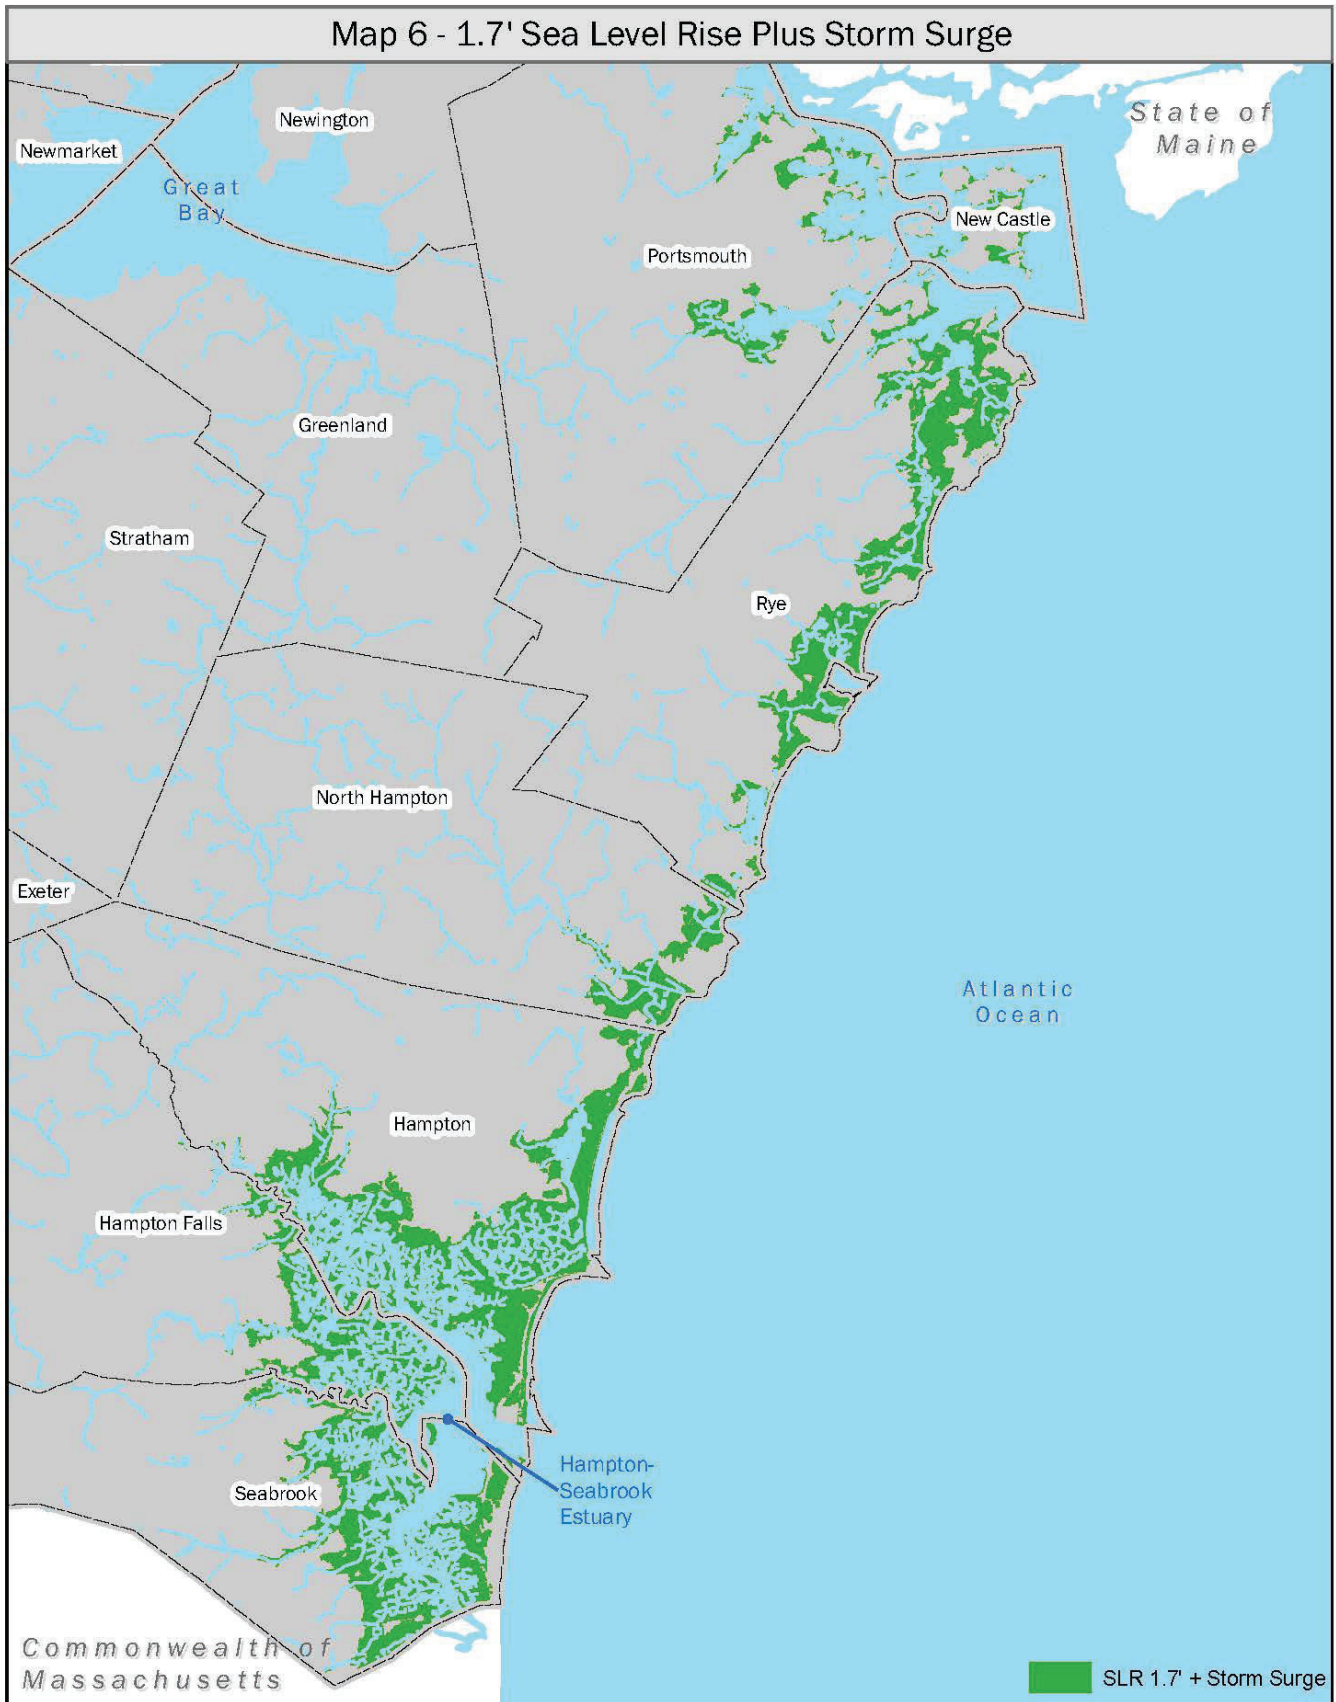 Map 6 - 1.7' Sea Level Rise Plus Storm Surge
State of
Maine
Newington
Newmarket
Great
Bay
New Castle
Portsmouth
Greenland
Stratham
Rye
North Hampton
Exeter
Atlantic
Ocean
Hampton
Hampton Falls
Hampton-
Seabrook
Estuary
Seabrook
Commonwealth of
Massachusetts
SLR 1.7' + Storm Surge